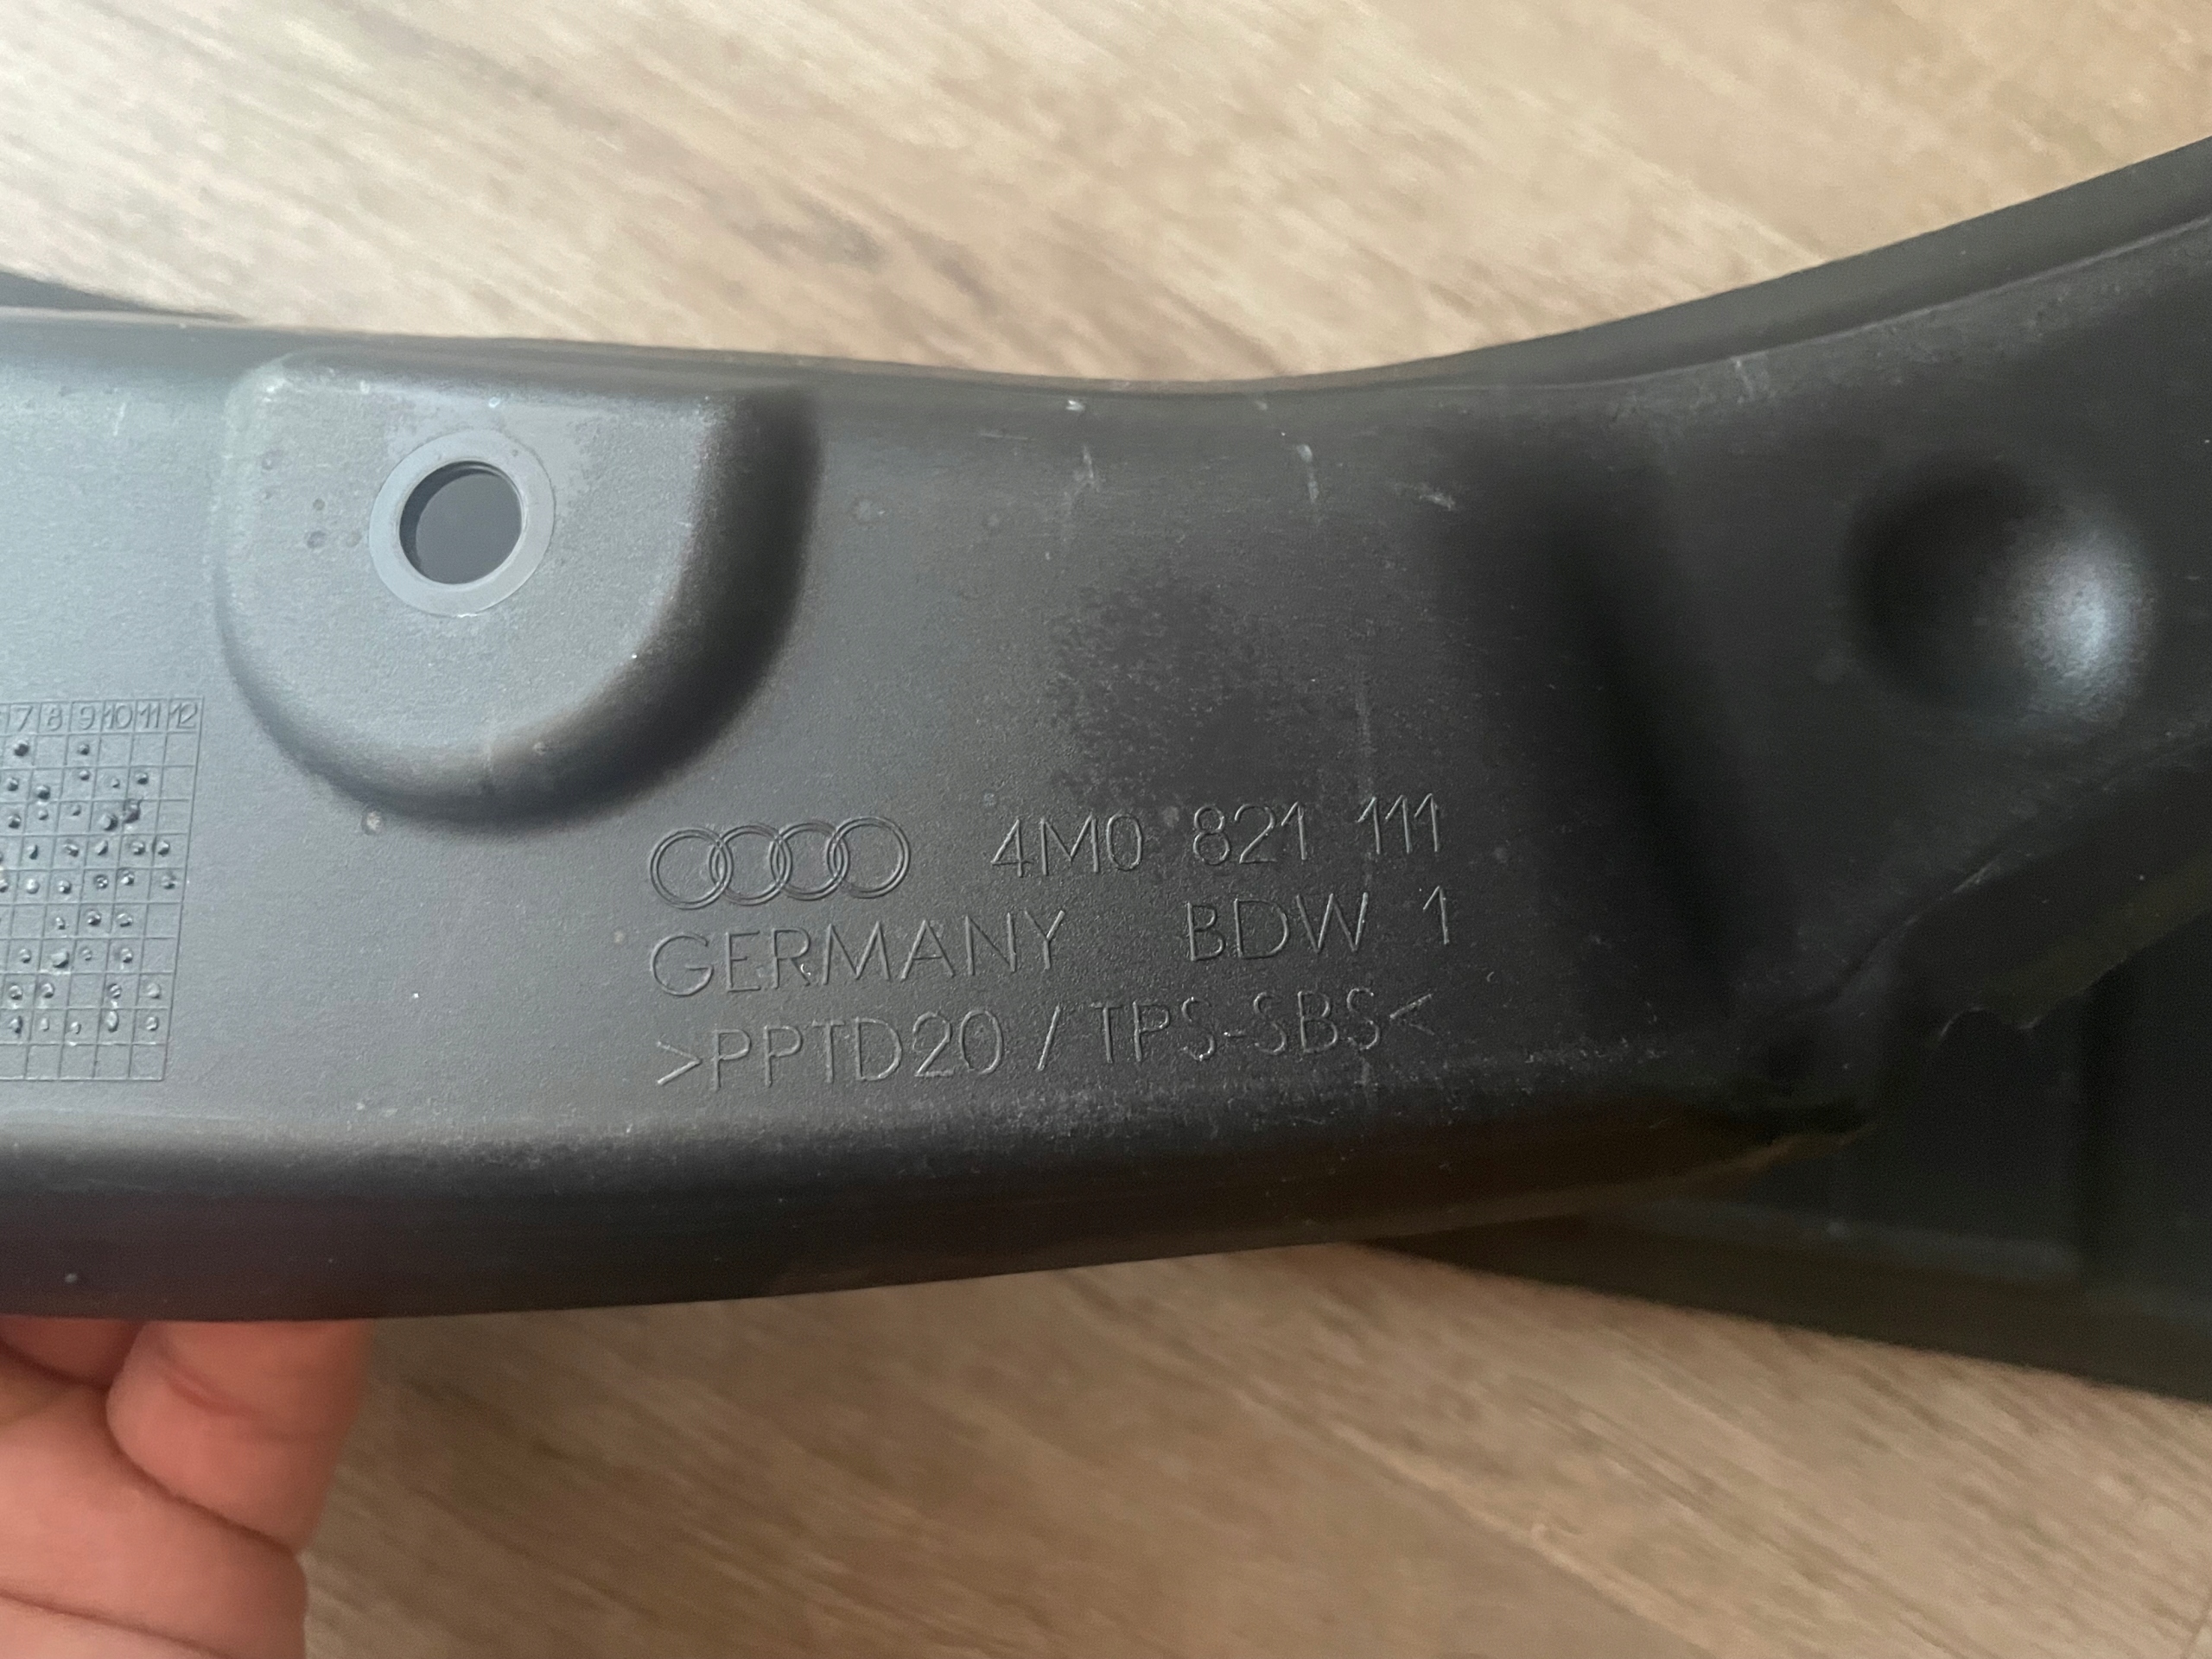 7 8 9 10 11 12
4M0 821 111
GERMANY BDW 1
>PPTD20 / TPS-SBS<